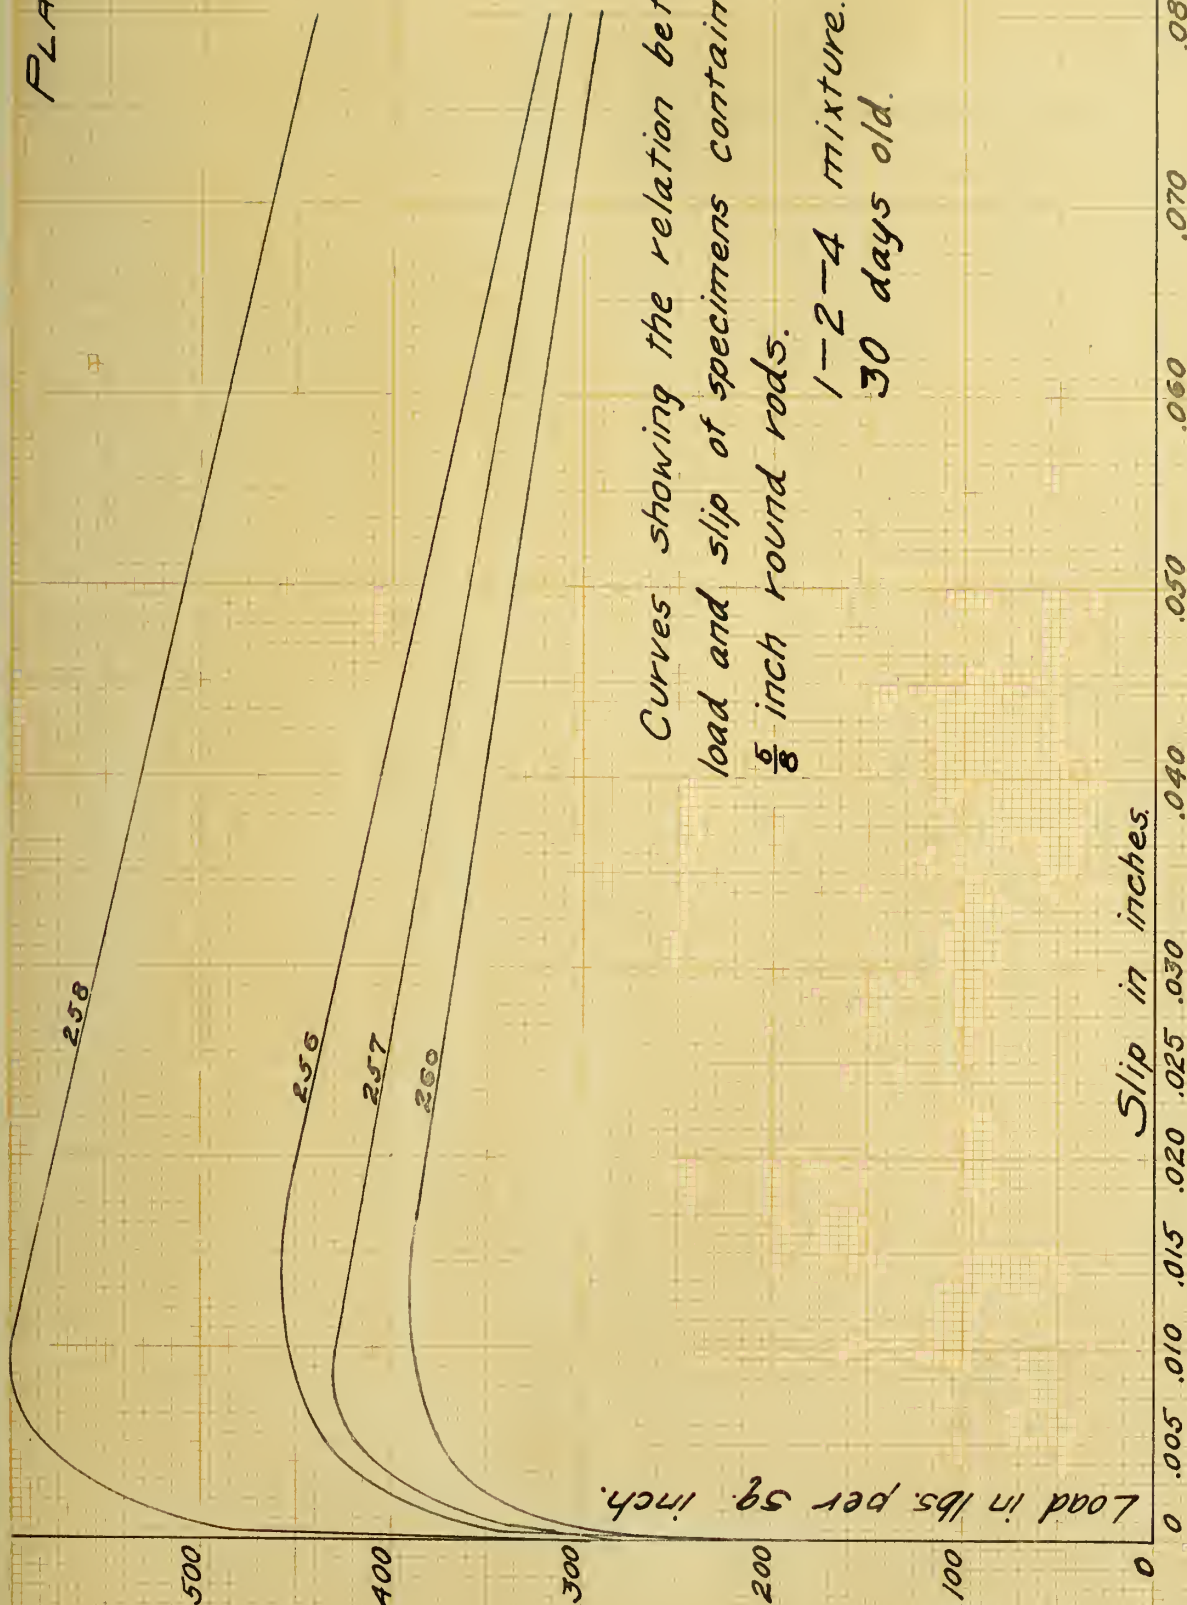 PLA
258
256
257
260
Curves showing the relation bet
load and slip of specimens contain
5/8 inch round rods.
1-2-4 mixture.
30 days old.
Load in lbs. per sq. inch.
500
400
300
200
100
0
0 .005 .010 .015 .020 .025 .030 .040 .050 .060 .070 .08
Slip in inches.